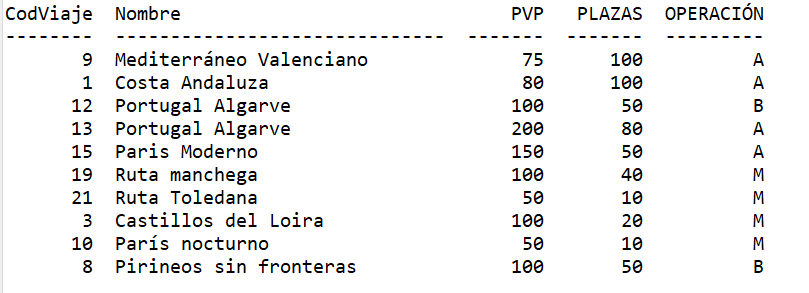 CodViaje  Nombre                              PVP   PLAZAS  OPERACIÓN
--------  ------------------------------  -------  -------  ---------
       9  Mediterráneo Valenciano              75      100          A
       1  Costa Andaluza                       80      100          A
      12  Portugal Algarve                    100       50          B
      13  Portugal Algarve                    200       80          A
      15  Paris Moderno                       150       50          A
      19  Ruta manchega                       100       40          M
      21  Ruta Toledana                        50       10          M
       3  Castillos del Loira                 100       20          M
      10  París nocturno                       50       10          M
       8  Pirineos sin fronteras              100       50          B